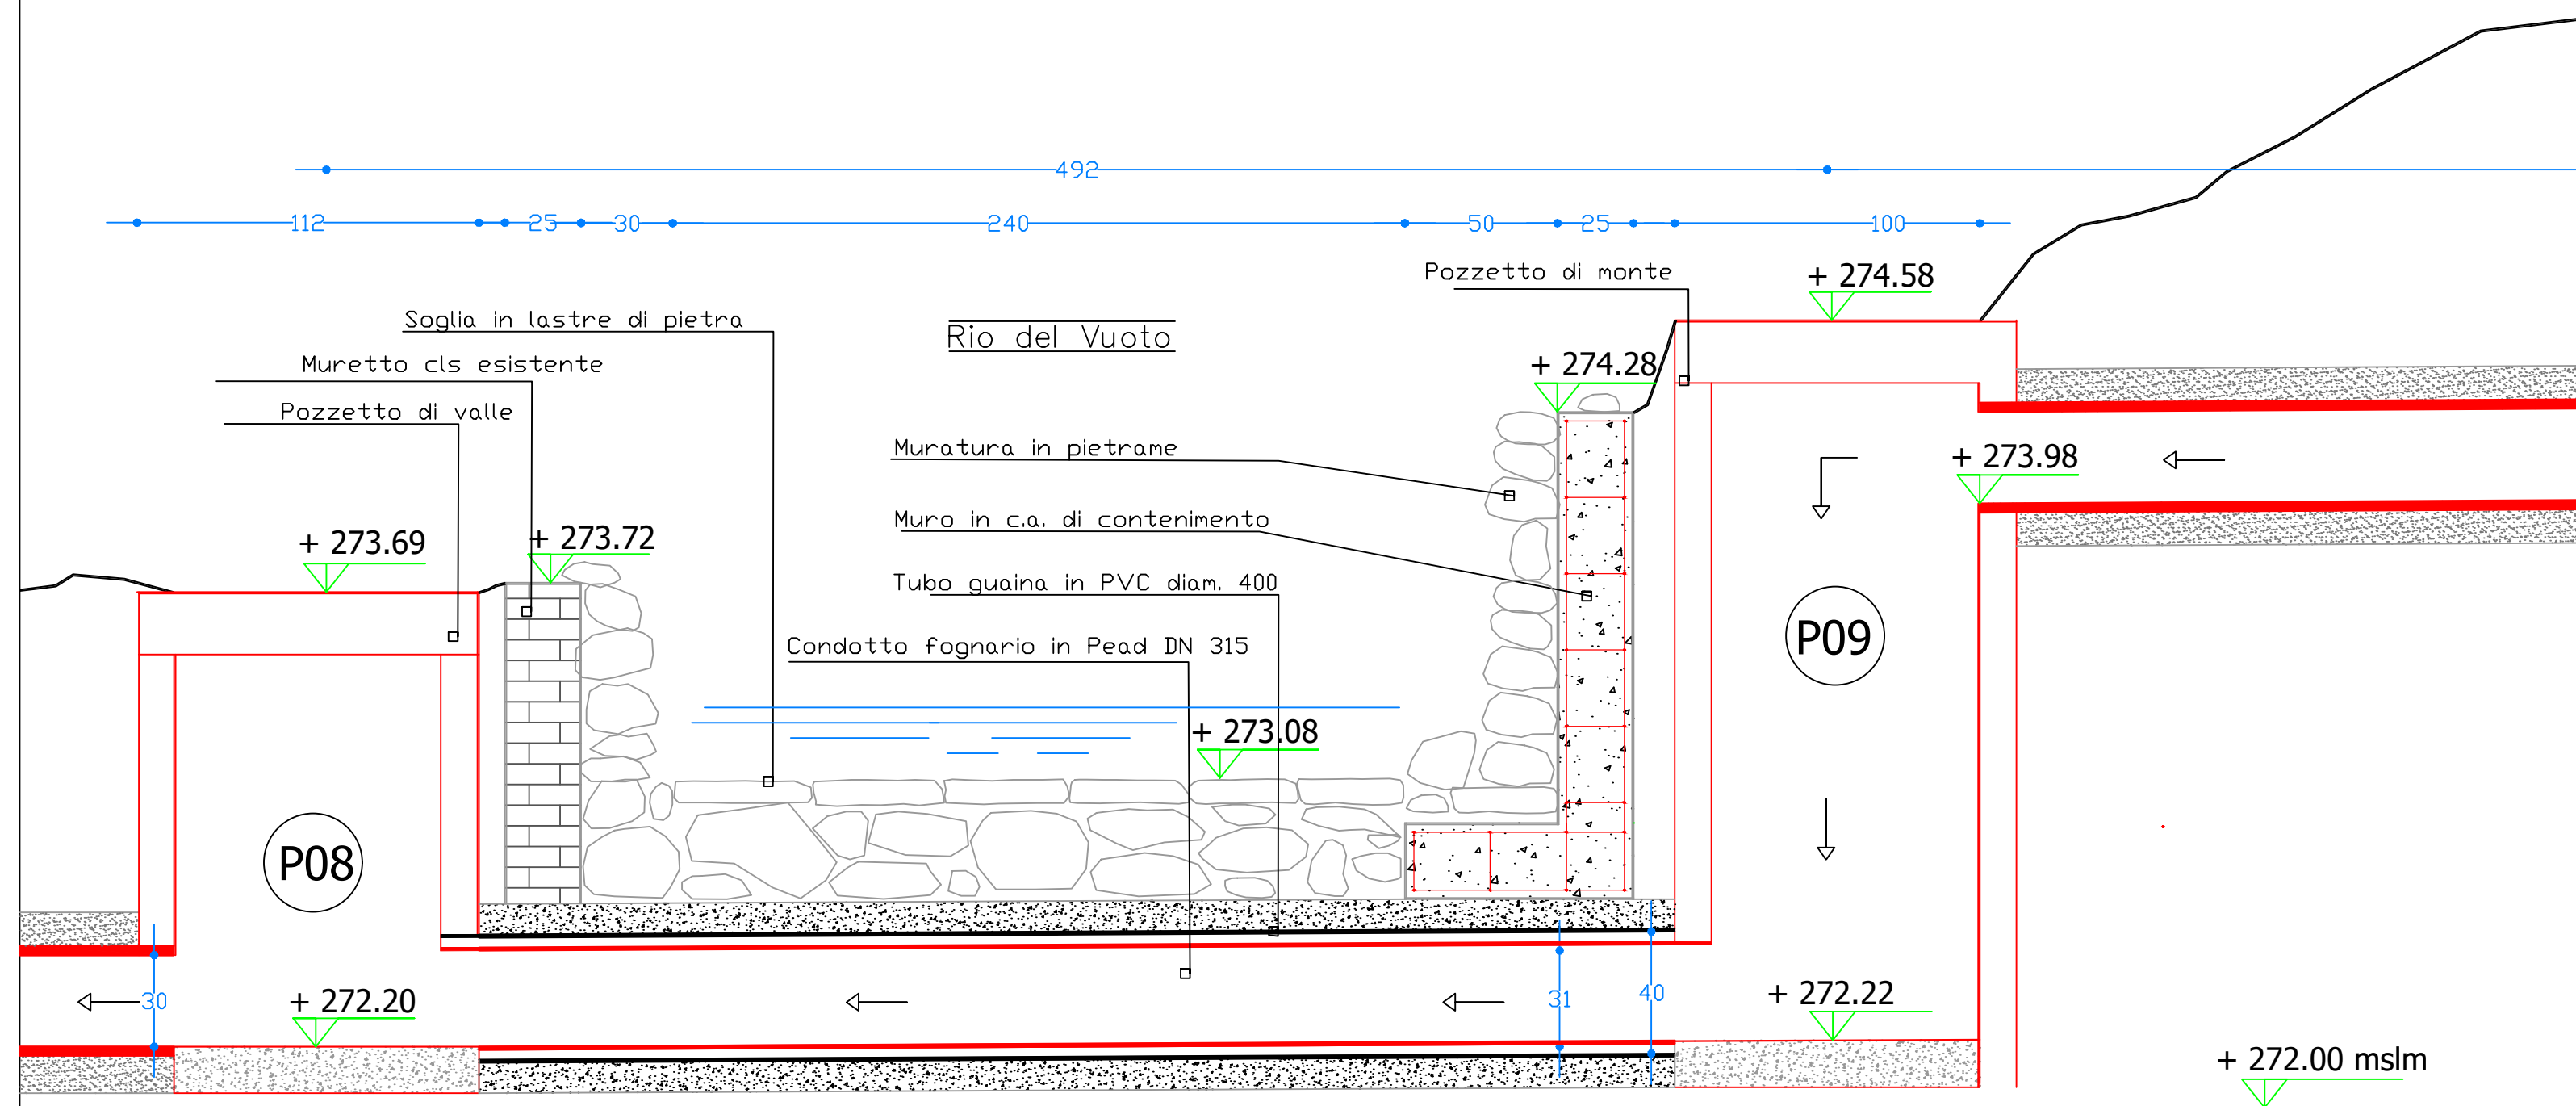 492
112 25 30 240 50 25 100
Pozzetto di monte
+ 274.58
Soglia in lastre di pietra
Rio del Vuoto
Muretto cls esistente
+ 274.28
Pozzetto di valle
Muratura in pietrame
+ 273.98
Muro in c.a. di contenimento
+ 273.69
+ 273.72
Tubo guaina in PVC diam. 400
Condotto fognario in Pead DN 315
P09
+ 273.08
P08
30
+ 272.20
31
40
+ 272.22
+ 272.00 mslm